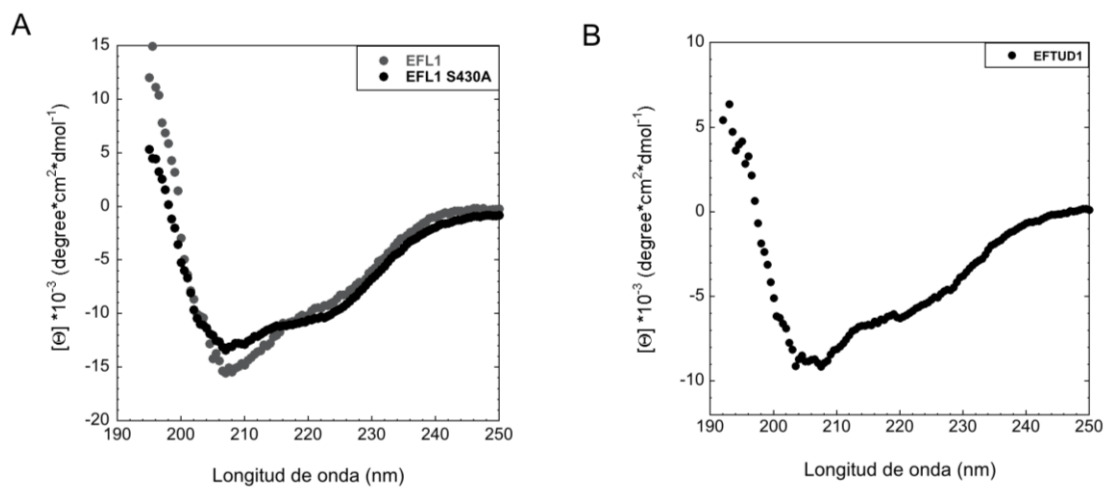 A
15
10
5
0
-5
-10
-15
-20
[Θ] *10⁻³ (degree*cm²*dmol⁻¹)
EFL1
EFL1 S430A
190 200 210 220 230 240 250
Longitud de onda (nm)
B
10
5
0
-5
-10
[Θ] *10⁻³ (degree*cm²*dmol⁻¹)
EFTUD1
190 200 210 220 230 240 250
Longitud de onda (nm)